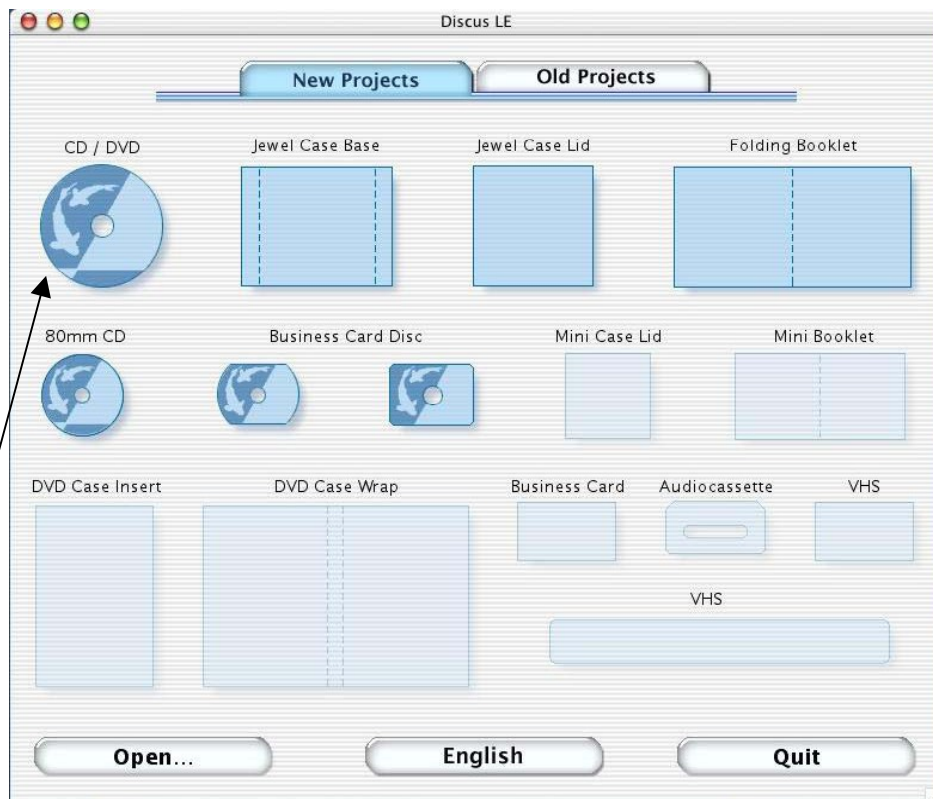 Discus LE
New Projects
Old Projects
CD / DVD
Jewel Case Base
Jewel Case Lid
Folding Booklet
80mm CD
Business Card Disc
Mini Case Lid
Mini Booklet
DVD Case Insert
DVD Case Wrap
Business Card
Audiocassette
VHS
VHS
Open...
English
Quit